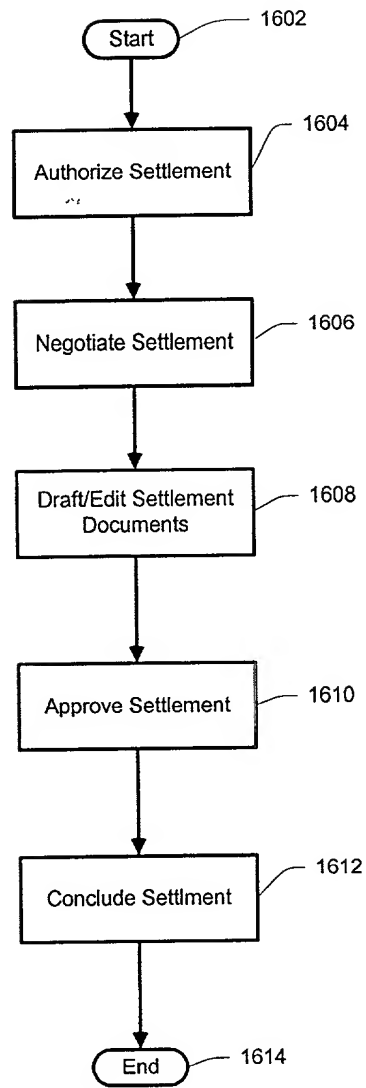 Start
1602
1604
Authorize Settlement
1606
Negotiate Settlement
1608
Draft/Edit Settlement
Documents
1610
Approve Settlement
1612
Conclude Settlment
End
1614